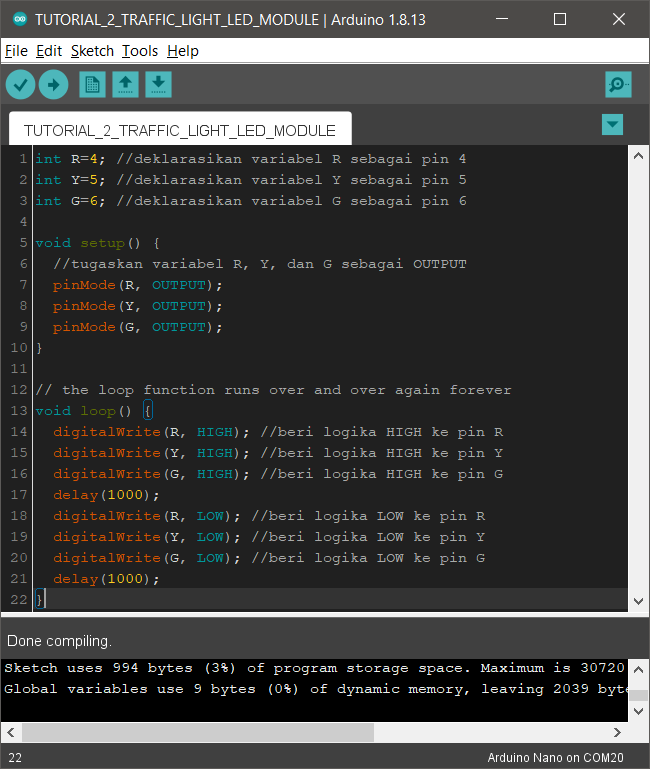 TUTORIAL_2_TRAFFIC_LIGHT_LED_MODULE | Arduino 1.8.13
File Edit Sketch Tools Help
TUTORIAL_2_TRAFFIC_LIGHT_LED_MODULE
1 int R=4; //deklarasikan variabel R sebagai pin 4
2 int Y=5; //deklarasikan variabel Y sebagai pin 5
3 int G=6; //deklarasikan variabel G sebagai pin 6
4
5 void setup() {
6   //tugaskan variabel R, Y, dan G sebagai OUTPUT
7   pinMode(R, OUTPUT);
8   pinMode(Y, OUTPUT);
9   pinMode(G, OUTPUT);
10 }
11
12 // the loop function runs over and over again forever
13 void loop() {
14   digitalWrite(R, HIGH); //beri logika HIGH ke pin R
15   digitalWrite(Y, HIGH); //beri logika HIGH ke pin Y
16   digitalWrite(G, HIGH); //beri logika HIGH ke pin G
17   delay(1000);
18   digitalWrite(R, LOW); //beri logika LOW ke pin R
19   digitalWrite(Y, LOW); //beri logika LOW ke pin Y
20   digitalWrite(G, LOW); //beri logika LOW ke pin G
21   delay(1000);
22 }
Done compiling.
Sketch uses 994 bytes (3%) of program storage space. Maximum is 30720
Global variables use 9 bytes (0%) of dynamic memory, leaving 2039 byte
22 Arduino Nano on COM20